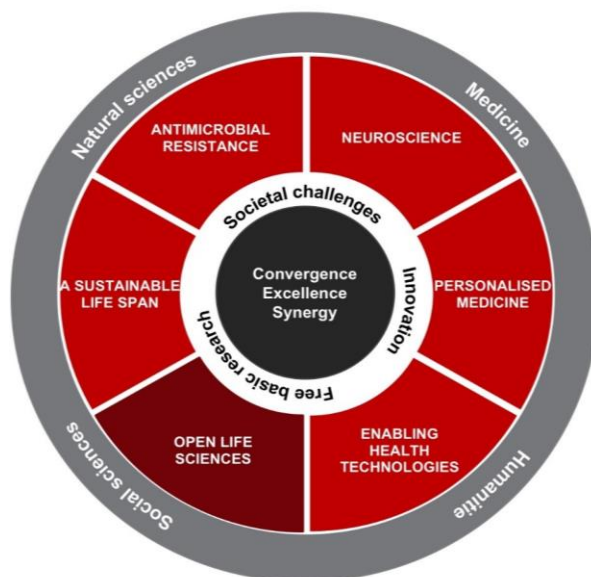 Natural sciences
Medicine
ANTIMICROBIAL
RESISTANCE
NEUROSCIENCE
Societal challenges
A SUSTAINABLE
LIFE SPAN
Convergence
Excellence
Synergy
Innovation
PERSONALISED
MEDICINE
Free basic research
OPEN LIFE
SCIENCES
ENABLING
HEALTH
TECHNOLOGIES
Social sciences
Humanitie